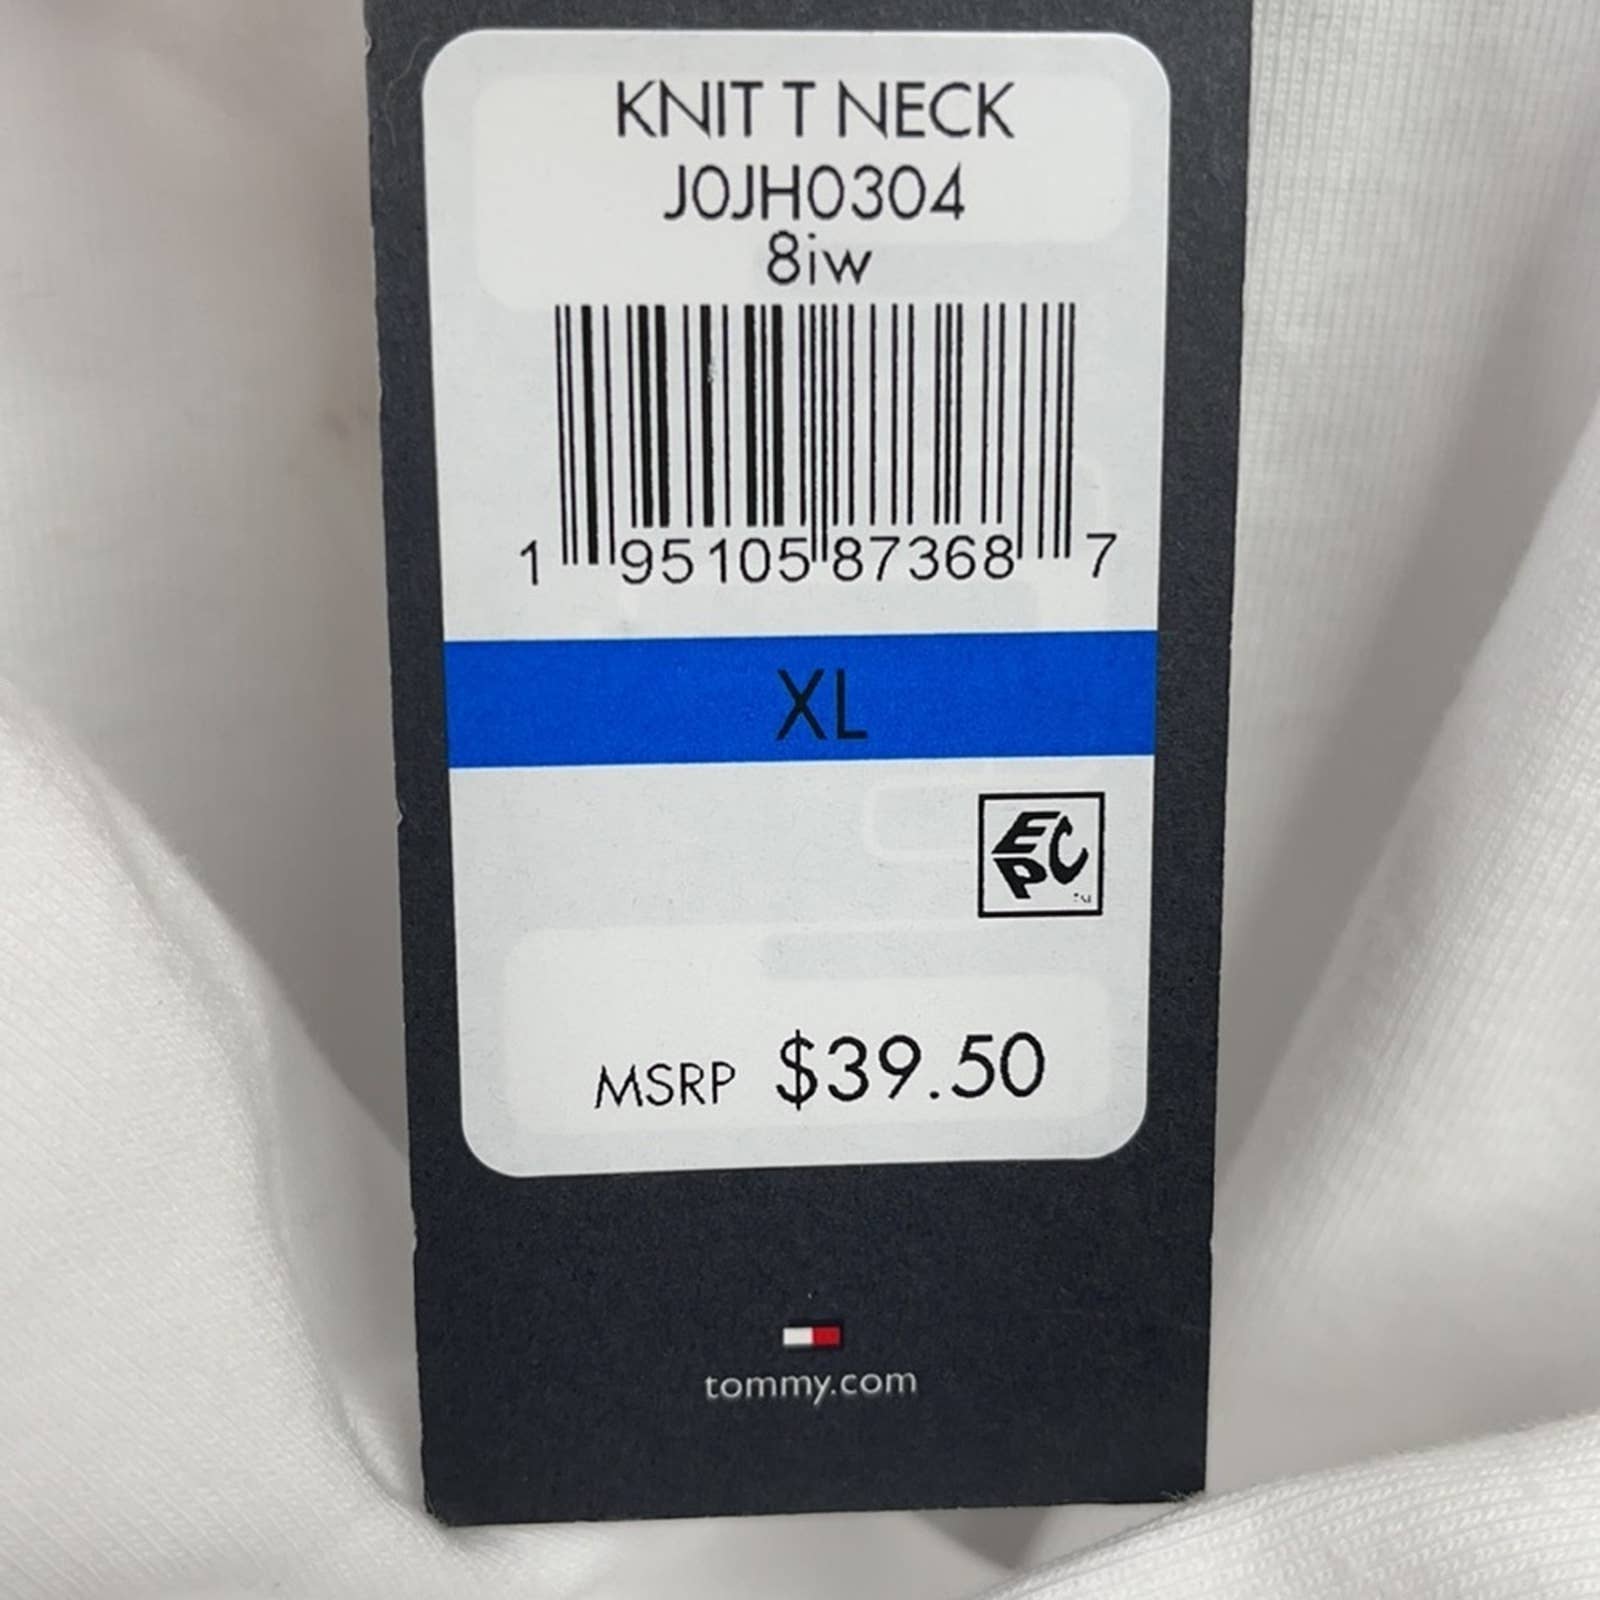 KNIT T NECK
J0JH0304
8iw
1 95105 87368 7
XL
EPC
MSRP $39.50
tommy.com